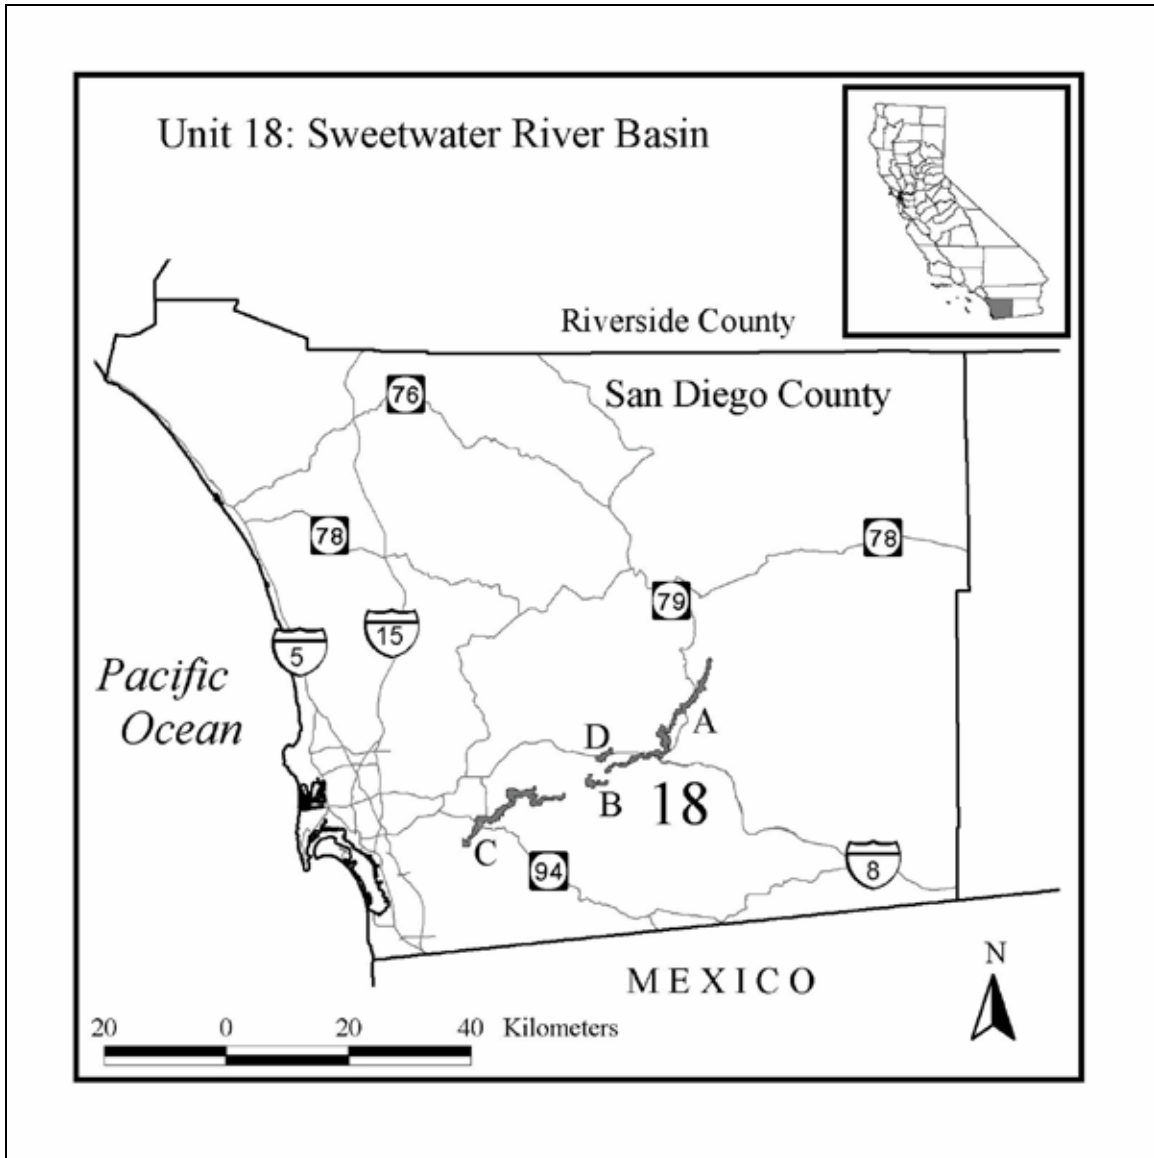 Unit 18: Sweetwater River Basin
Riverside County
San Diego County
76
78
78
79
15
5
Pacific
Ocean
A
D
B
18
C
94
8
MEXICO
N
20 0 20 40 Kilometers